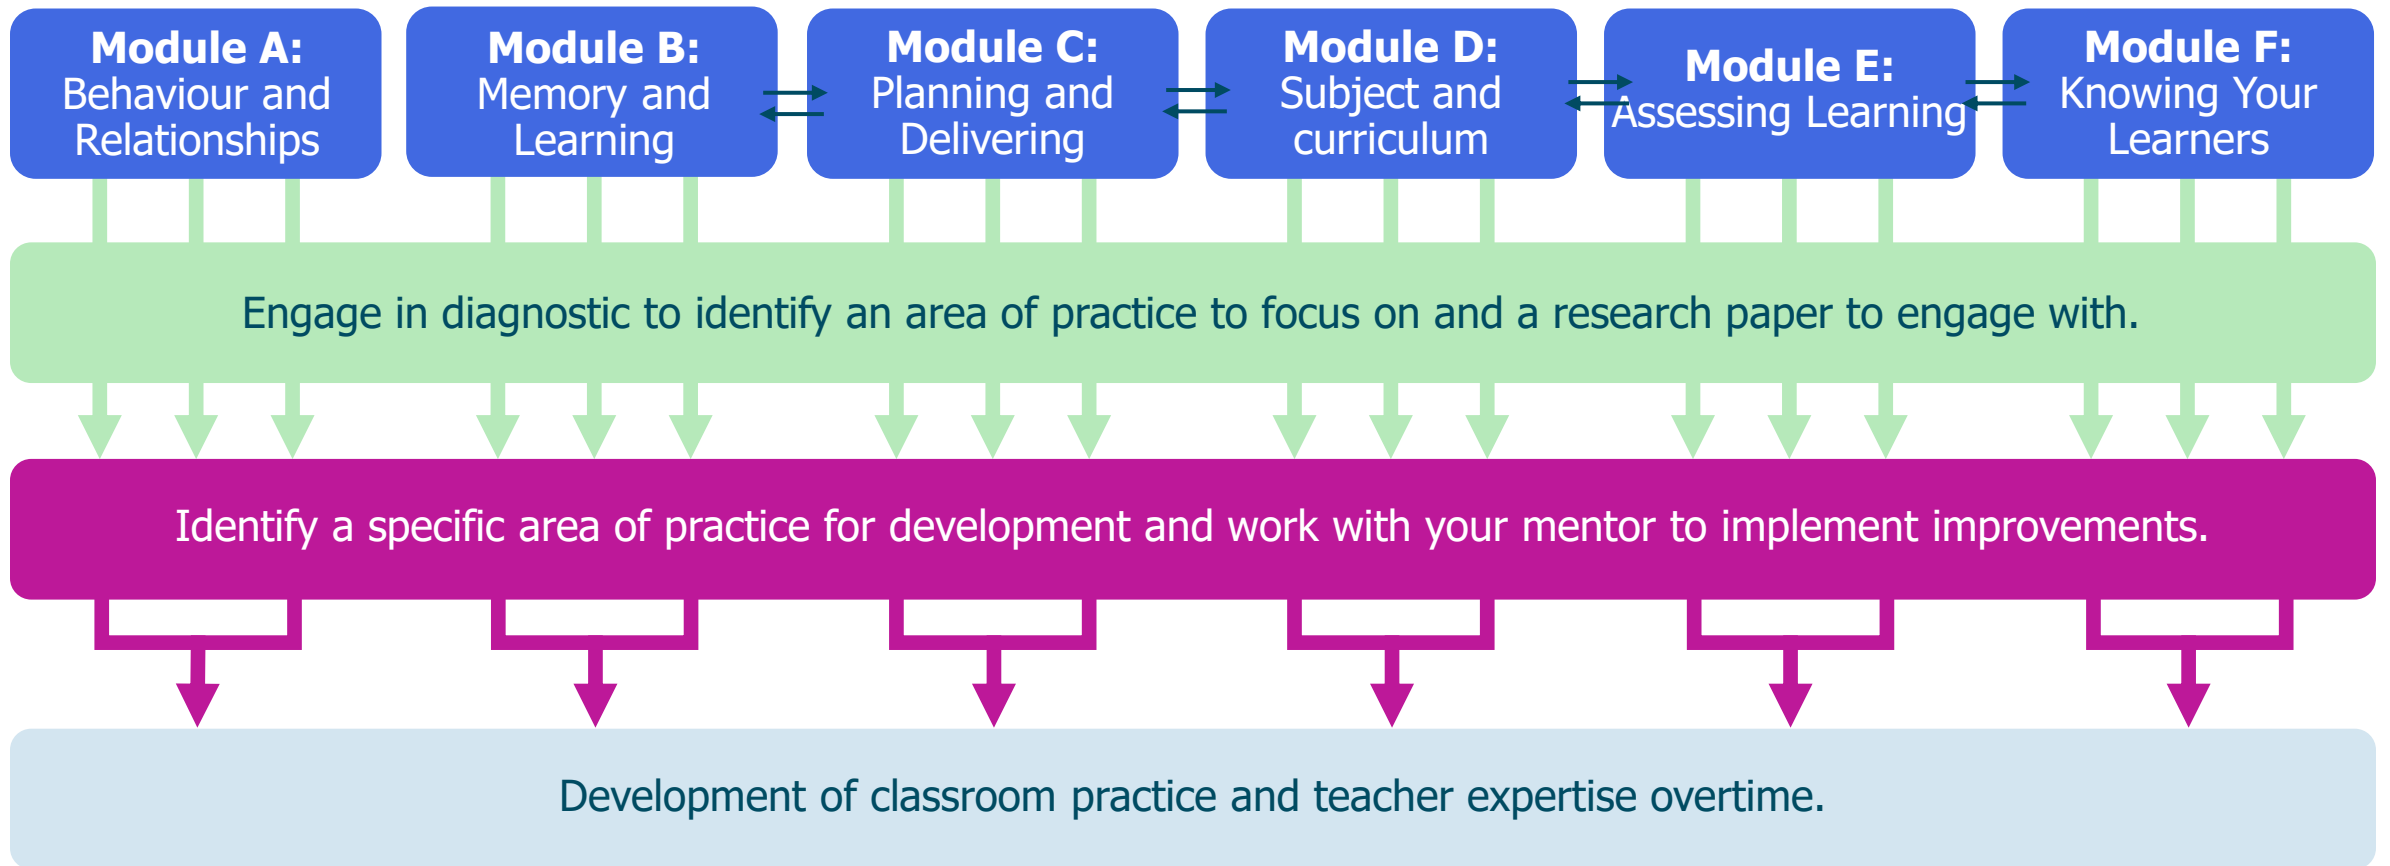 Module A:
Behaviour and
Relationships
Module B:
Memory and
Learning
Module C:
Planning and
Delivering
Module D:
Subject and
curriculum
Module E:
Assessing Learning
Module F:
Knowing Your
Learners
Engage in diagnostic to identify an area of practice to focus on and a research paper to engage with.
Identify a specific area of practice for development and work with your mentor to implement improvements.
Development of classroom practice and teacher expertise overtime.